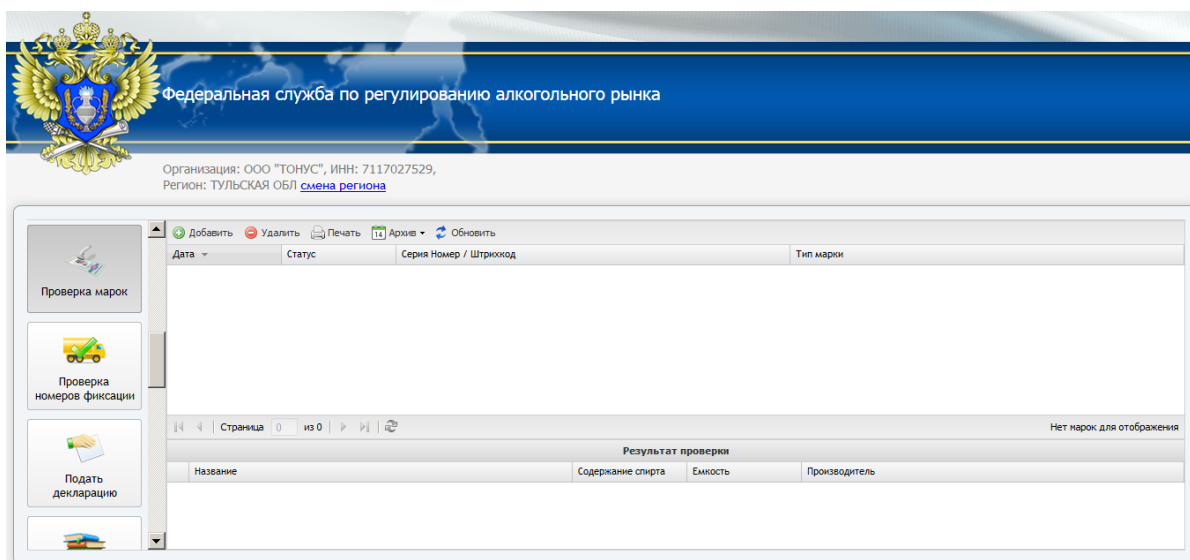 Федеральная служба по регулированию алкогольного рынка
Организация: ООО "ТОНУС", ИНН: 7117027529,
Регион: ТУЛЬСКАЯ ОБЛ смена региона
Проверка марок
Проверка
номеров фиксации
Подать
декларацию
Добавить Удалить Печать 14 Архив Обновить
Дата Статус Серия Номер / Штрихкод Тип марки
Страница 0 из 0 Нет марок для отображения
Результат проверки
Название Содержание спирта Емкость Производитель